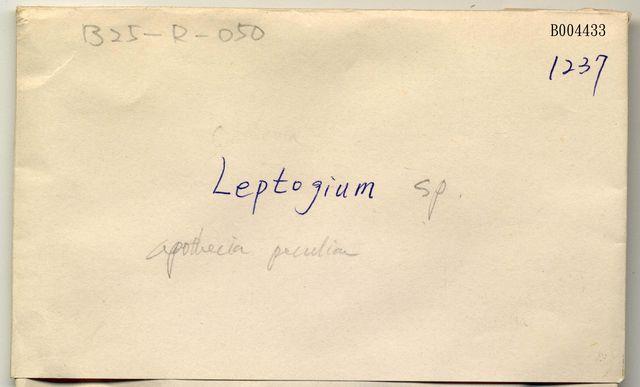 B25-R-050
B004433
1237
Leptogium sp.
apothecia peculiar